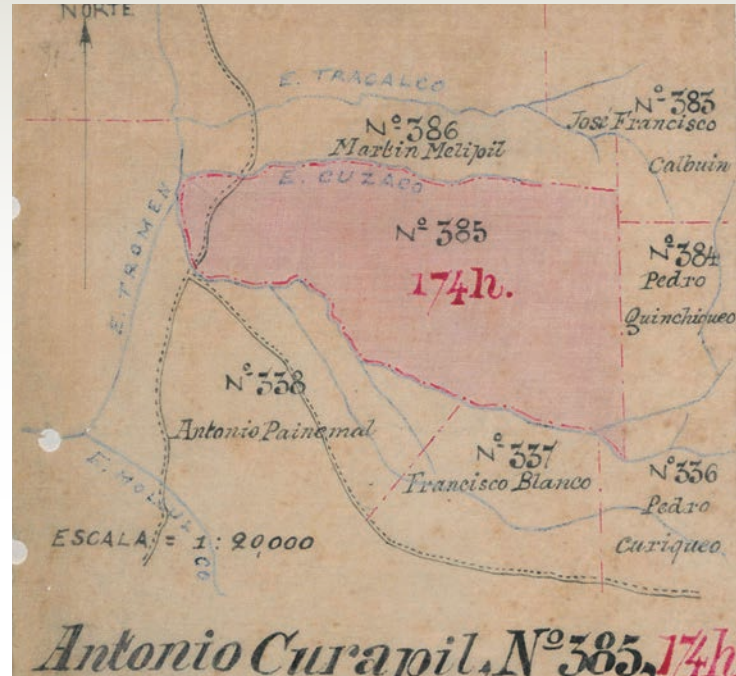 NORTE
E. TRAGALCO
Nº 383
José Francisco
Calbuin
Nº 386
Martin Melipil
E. CUZACO
Nº 385
174h.
Nº 384
Pedro
Quinchiqueo
E. TROMEN
Nº 338
Antonio Painemal
Nº 337
Francisco Blanco
Nº 336
Pedro
Curiqueo
ESCALA = 1:20,000
Antonio Curapil, Nº 385, 174h